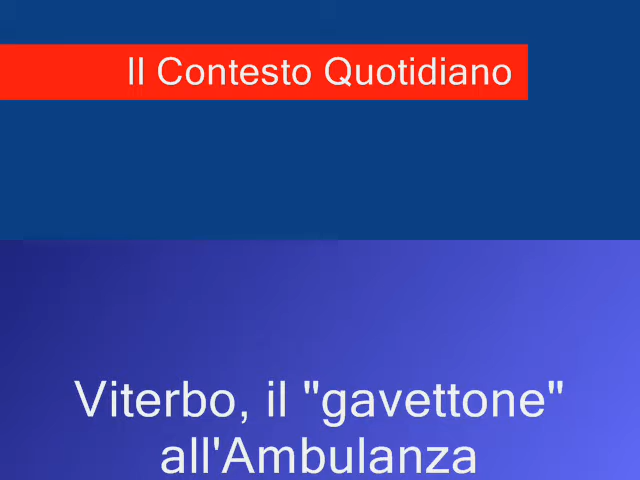 Il Contesto Quotidiano
Viterbo, il "gavettone"
all'Ambulanza